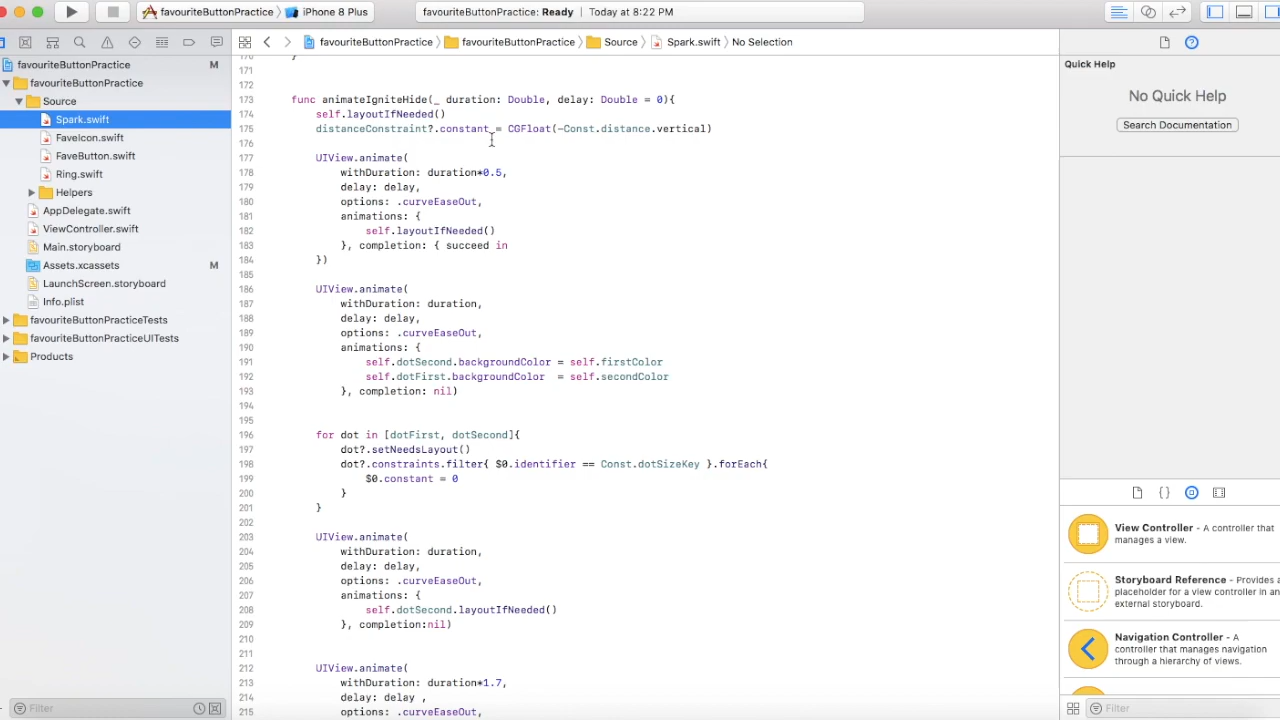 favouriteButtonPractice
iPhone 8 Plus
favouriteButtonPractice: Ready
Today at 8:22 PM
favouriteButtonPractice
favouriteButtonPractice
Source
Spark.swift
No Selection
favouriteButtonPractice M
favouriteButtonPractice
Source
Spark.swift
FaveIcon.swift
FaveButton.swift
Ring.swift
Helpers
AppDelegate.swift
ViewController.swift
Main.storyboard
Assets.xcassets M
LaunchScreen.storyboard
Info.plist
favouriteButtonPracticeTests
favouriteButtonPracticeUITests
Products
Filter
170 }
171
172
173 func animateIgniteHide(_ duration: Double, delay: Double = 0){
174 self.layoutIfNeeded()
175 distanceConstraint?.constant = CGFloat(-Const.distance.vertical)
176
177 UIView.animate(
178 withDuration: duration*0.5,
179 delay: delay,
180 options: .curveEaseOut,
181 animations: {
182 self.layoutIfNeeded()
183 }, completion: { succeed in
184 })
185
186 UIView.animate(
187 withDuration: duration,
188 delay: delay,
189 options: .curveEaseOut,
190 animations: {
191 self.dotSecond.backgroundColor = self.firstColor
192 self.dotFirst.backgroundColor  = self.secondColor
193 }, completion: nil)
194
195
196 for dot in [dotFirst, dotSecond]{
197 dot?.setNeedsLayout()
198 dot?.constraints.filter{ $0.identifier == Const.dotSizeKey }.forEach{
199 $0.constant = 0
200 }
201 }
202
203 UIView.animate(
204 withDuration: duration,
205 delay: delay,
206 options: .curveEaseOut,
207 animations: {
208 self.dotSecond.layoutIfNeeded()
209 }, completion:nil)
210
211
212 UIView.animate(
213 withDuration: duration*1.7,
214 delay: delay ,
215 options: .curveEaseOut,
Quick Help
No Quick Help
Search Documentation
{ }
View Controller - A controller that
manages a view.
Storyboard Reference - Provides a
placeholder for a view controller in an
external storyboard.
Navigation Controller - A
controller that manages navigation
through a hierarchy of views.
Filter